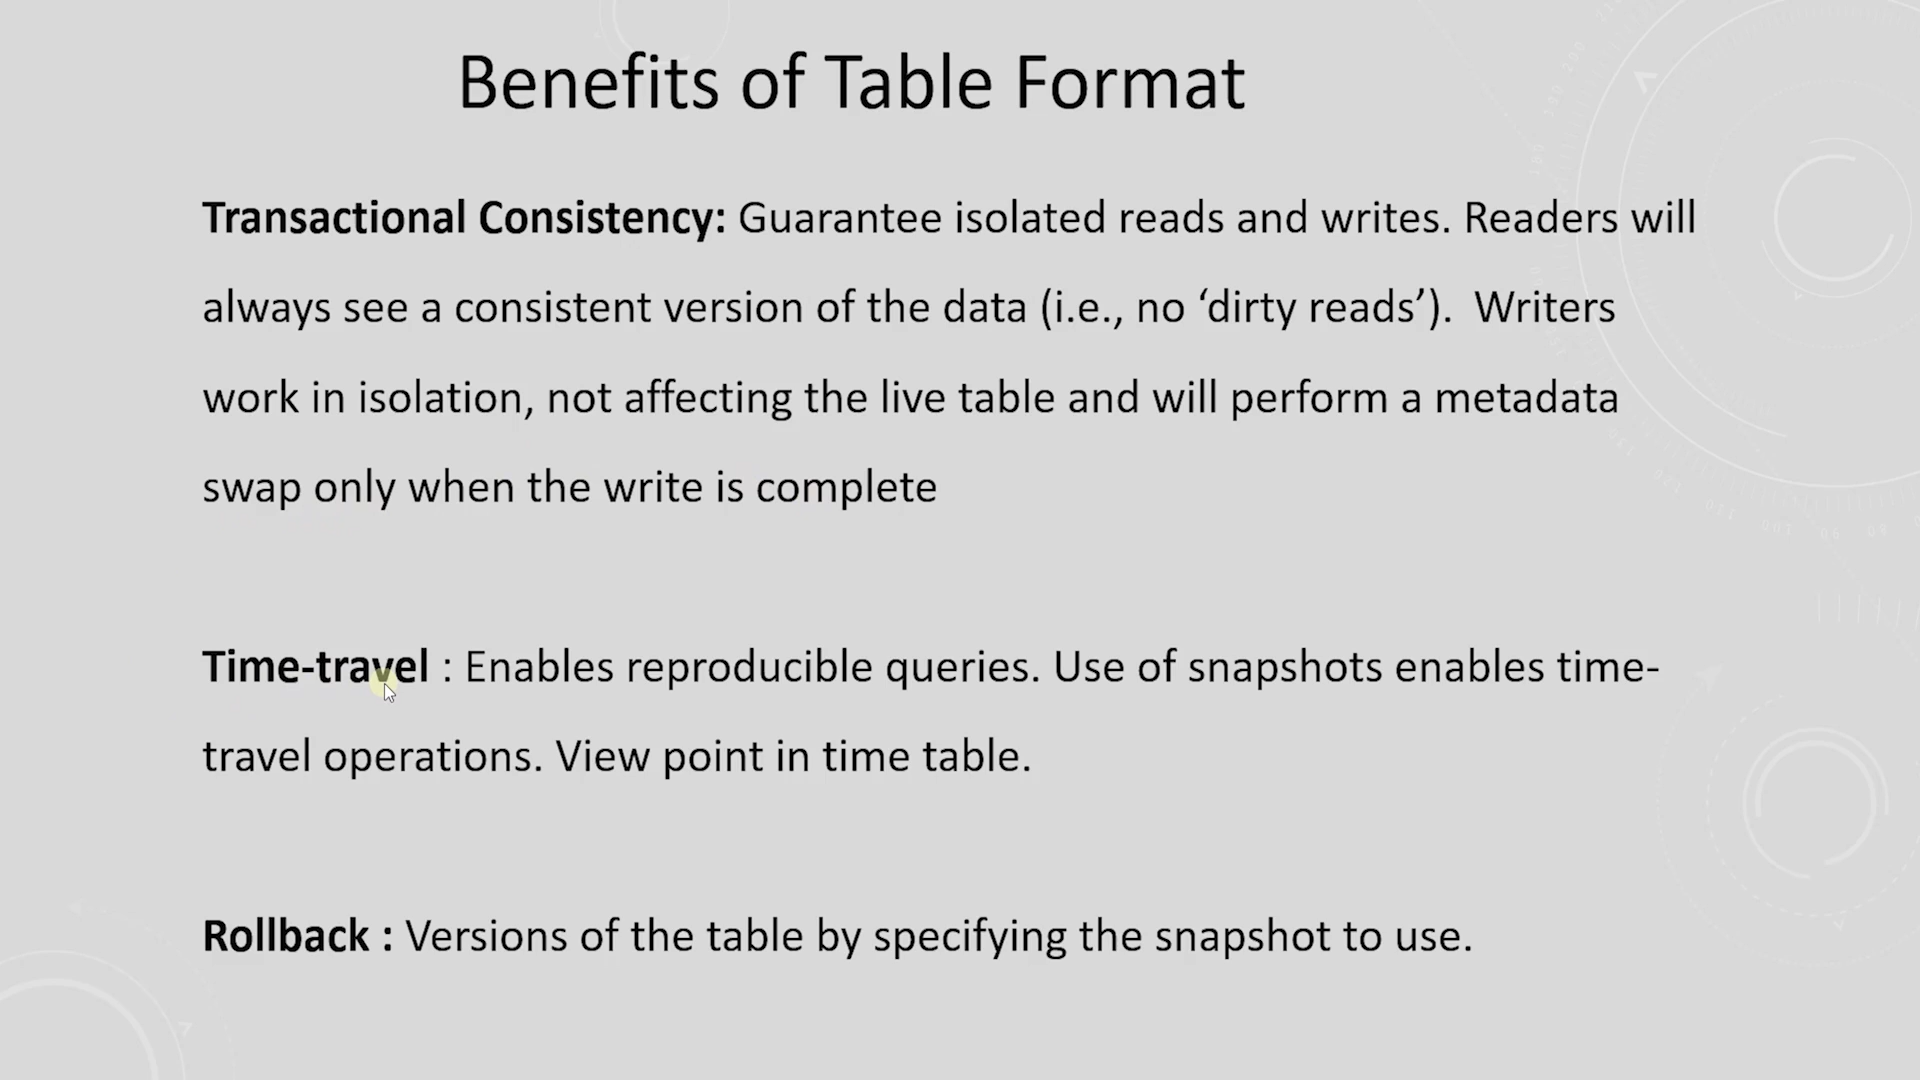 Benefits of Table Format
Transactional Consistency: Guarantee isolated reads and writes. Readers will
always see a consistent version of the data (i.e., no ‘dirty reads’).  Writers
work in isolation, not affecting the live table and will perform a metadata
swap only when the write is complete
Time-travel : Enables reproducible queries. Use of snapshots enables time-
travel operations. View point in time table.
Rollback : Versions of the table by specifying the snapshot to use.